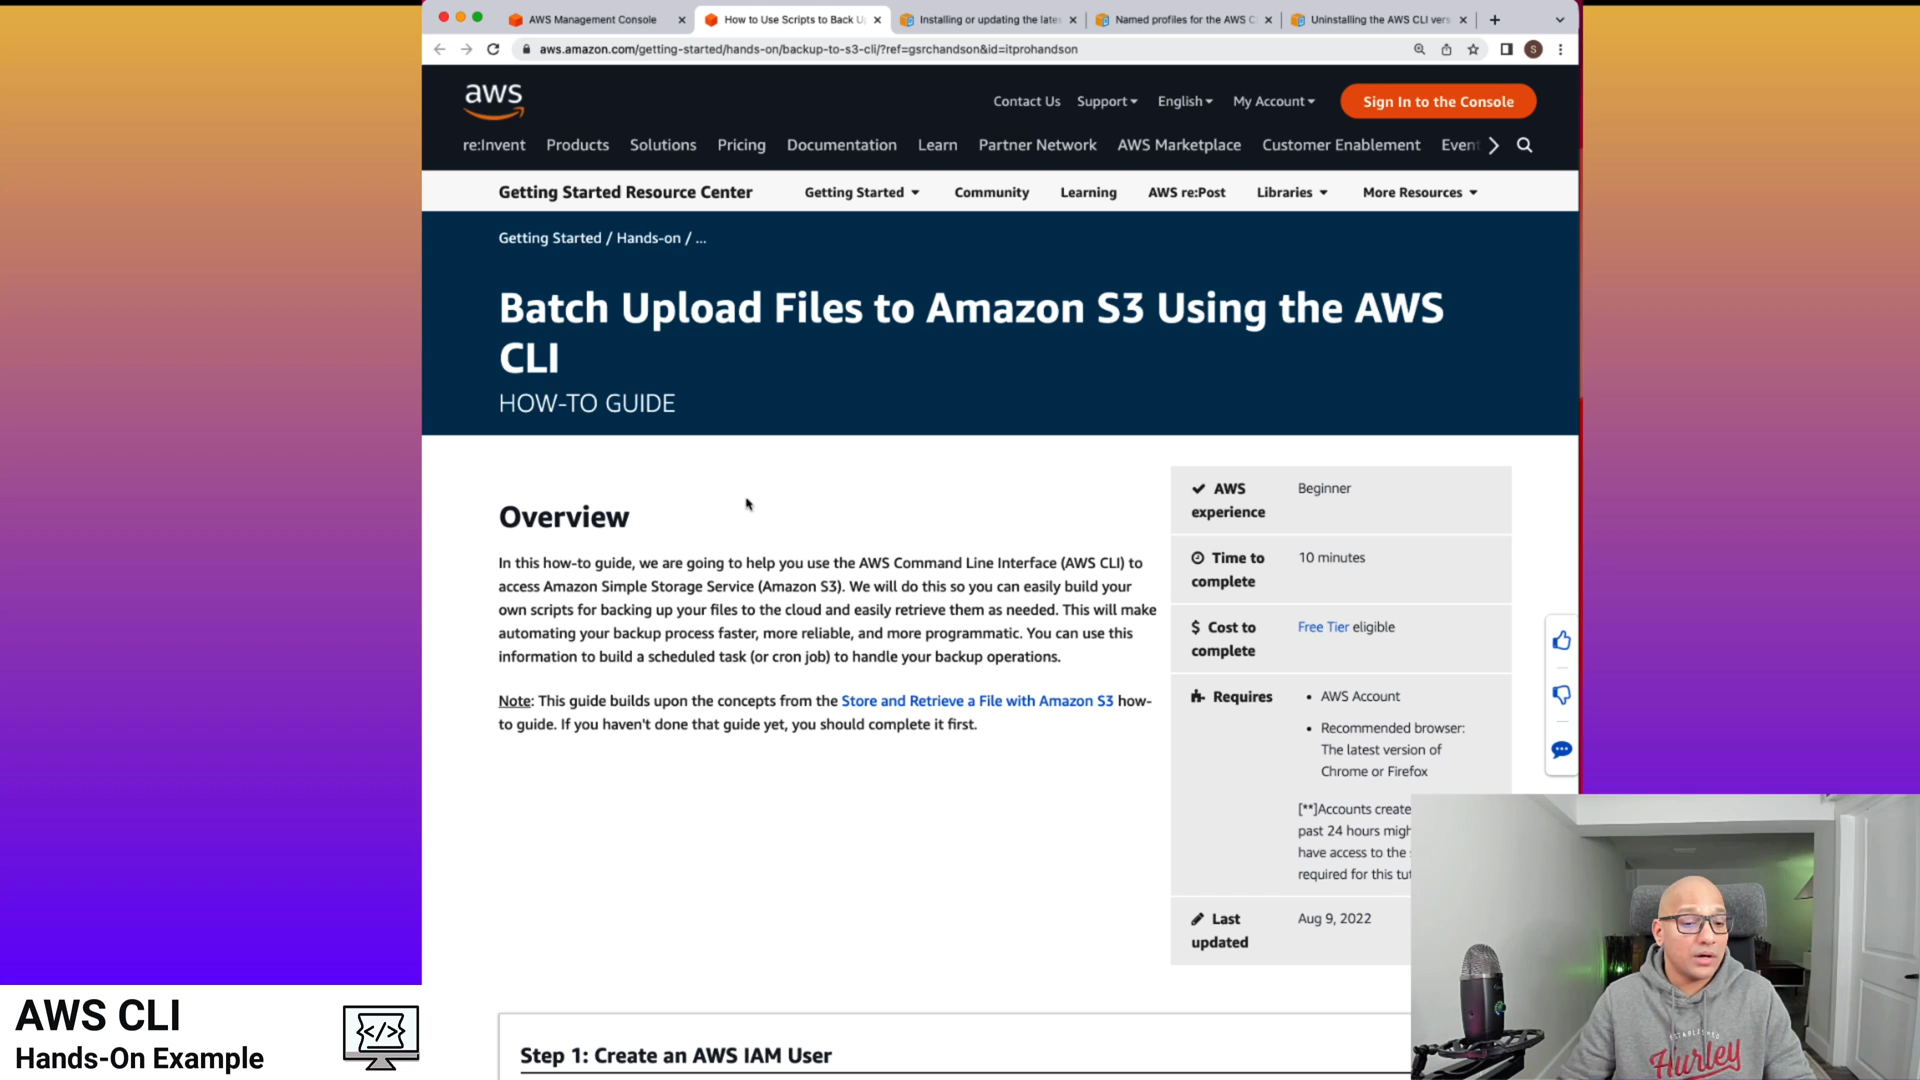 AWS Management Console
How to Use Scripts to Back U
Installing or updating the late
Named profiles for the AWS C
Uninstalling the AWS CLI vers
aws.amazon.com/getting-started/hands-on/backup-to-s3-cli/?ref=gsrchandson&id=itprohandson
S
aws
Contact Us
Support
English
My Account
Sign In to the Console
re:Invent
Products
Solutions
Pricing
Documentation
Learn
Partner Network
AWS Marketplace
Customer Enablement
Event
Getting Started Resource Center
Getting Started
Community
Learning
AWS re:Post
Libraries
More Resources
Getting Started / Hands-on / ...
Batch Upload Files to Amazon S3 Using the AWS
CLI
HOW-TO GUIDE
Overview
In this how-to guide, we are going to help you use the AWS Command Line Interface (AWS CLI) to
access Amazon Simple Storage Service (Amazon S3). We will do this so you can easily build your
own scripts for backing up your files to the cloud and easily retrieve them as needed. This will make
automating your backup process faster, more reliable, and more programmatic. You can use this
information to build a scheduled task (or cron job) to handle your backup operations.
Note: This guide builds upon the concepts from the Store and Retrieve a File with Amazon S3 how-
to guide. If you haven't done that guide yet, you should complete it first.
AWS
experience
Beginner
Time to
complete
10 minutes
$ Cost to
complete
Free Tier eligible
Requires
• AWS Account
• Recommended browser:
The latest version of
Chrome or Firefox
[**]Accounts create
past 24 hours migh
have access to the
required for this tut
Last
updated
Aug 9, 2022
Step 1: Create an AWS IAM User
AWS CLI
Hands-On Example
</>
ESTABLISHED
Hurley